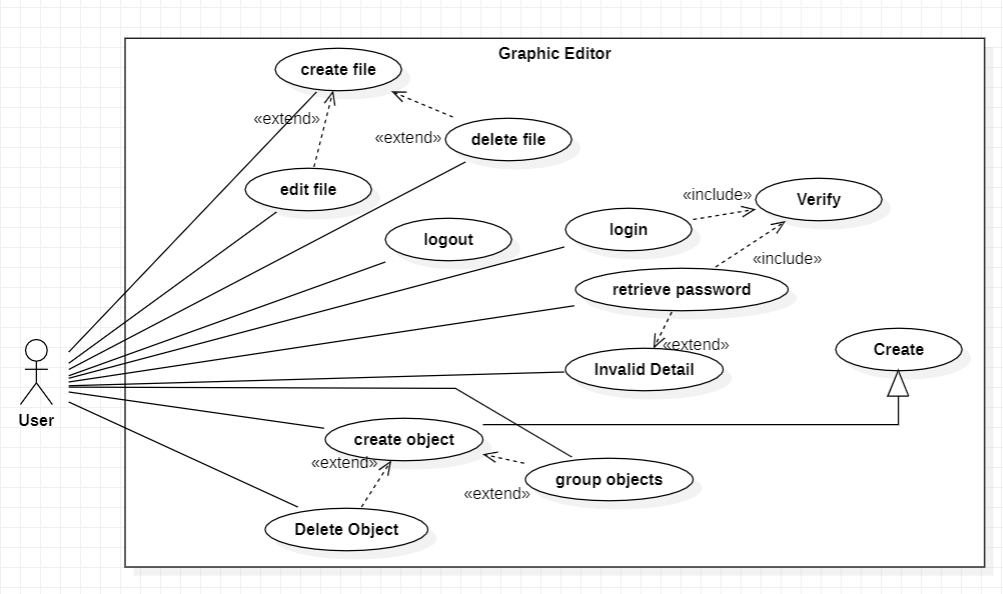 Graphic Editor
create file
«extend»
«extend»
delete file
edit file
«include»
Verify
logout
login
«include»
retrieve password
«extend»
Create
Invalid Detail
User
create object
«extend»
group objects
«extend»
Delete Object